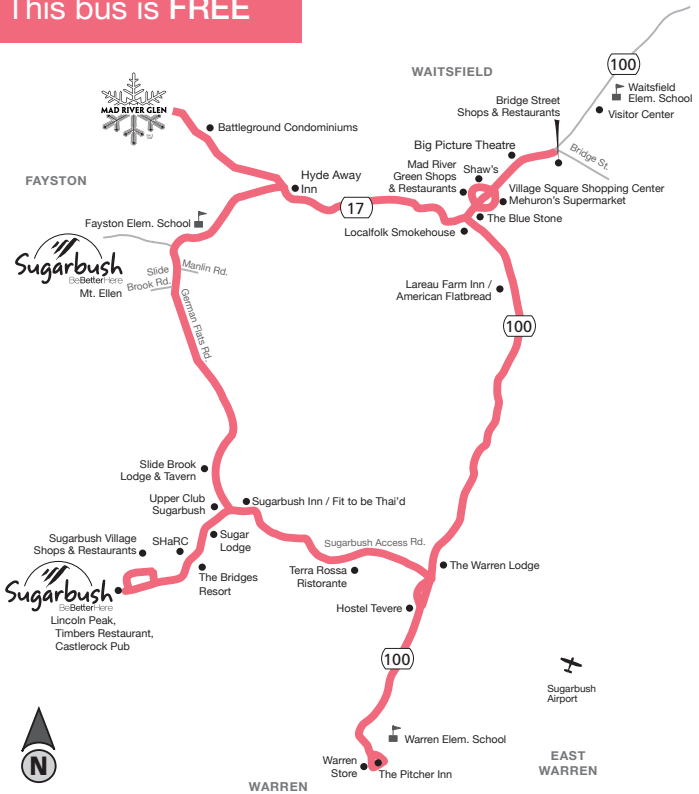 This bus is FREE
WAITSFIELD
100
Waitsfield
Elem. School
Visitor Center
Bridge Street
Shops & Restaurants
MAD RIVER GLEN
Battleground Condominiums
Big Picture Theatre
Bridge St.
Mad River
Green Shops
& Restaurants
Shaw's
FAYSTON
Hyde Away
Inn
17
Village Square Shopping Center
Mehuron's Supermarket
The Blue Stone
Fayston Elem. School
Localfolk Smokehouse
Sugarbush
BeBetterHere
Mt. Ellen
Slide
Brook Rd.
Manlin Rd.
German Flats Rd.
Lareau Farm Inn /
American Flatbread
100
Slide Brook
Lodge & Tavern
Upper Club
Sugarbush
Sugarbush Inn / Fit to be Thai'd
Sugarbush Village
Shops & Restaurants
SHaRC
Sugar
Lodge
Sugarbush Access Rd.
The Bridges
Resort
Terra Rossa
Ristorante
The Warren Lodge
Sugarbush
BeBetterHere
Lincoln Peak,
Timbers Restaurant,
Castlerock Pub
Hostel Tevere
100
Sugarbush
Airport
N
Warren Elem. School
Warren
Store
The Pitcher Inn
EAST
WARREN
WARREN